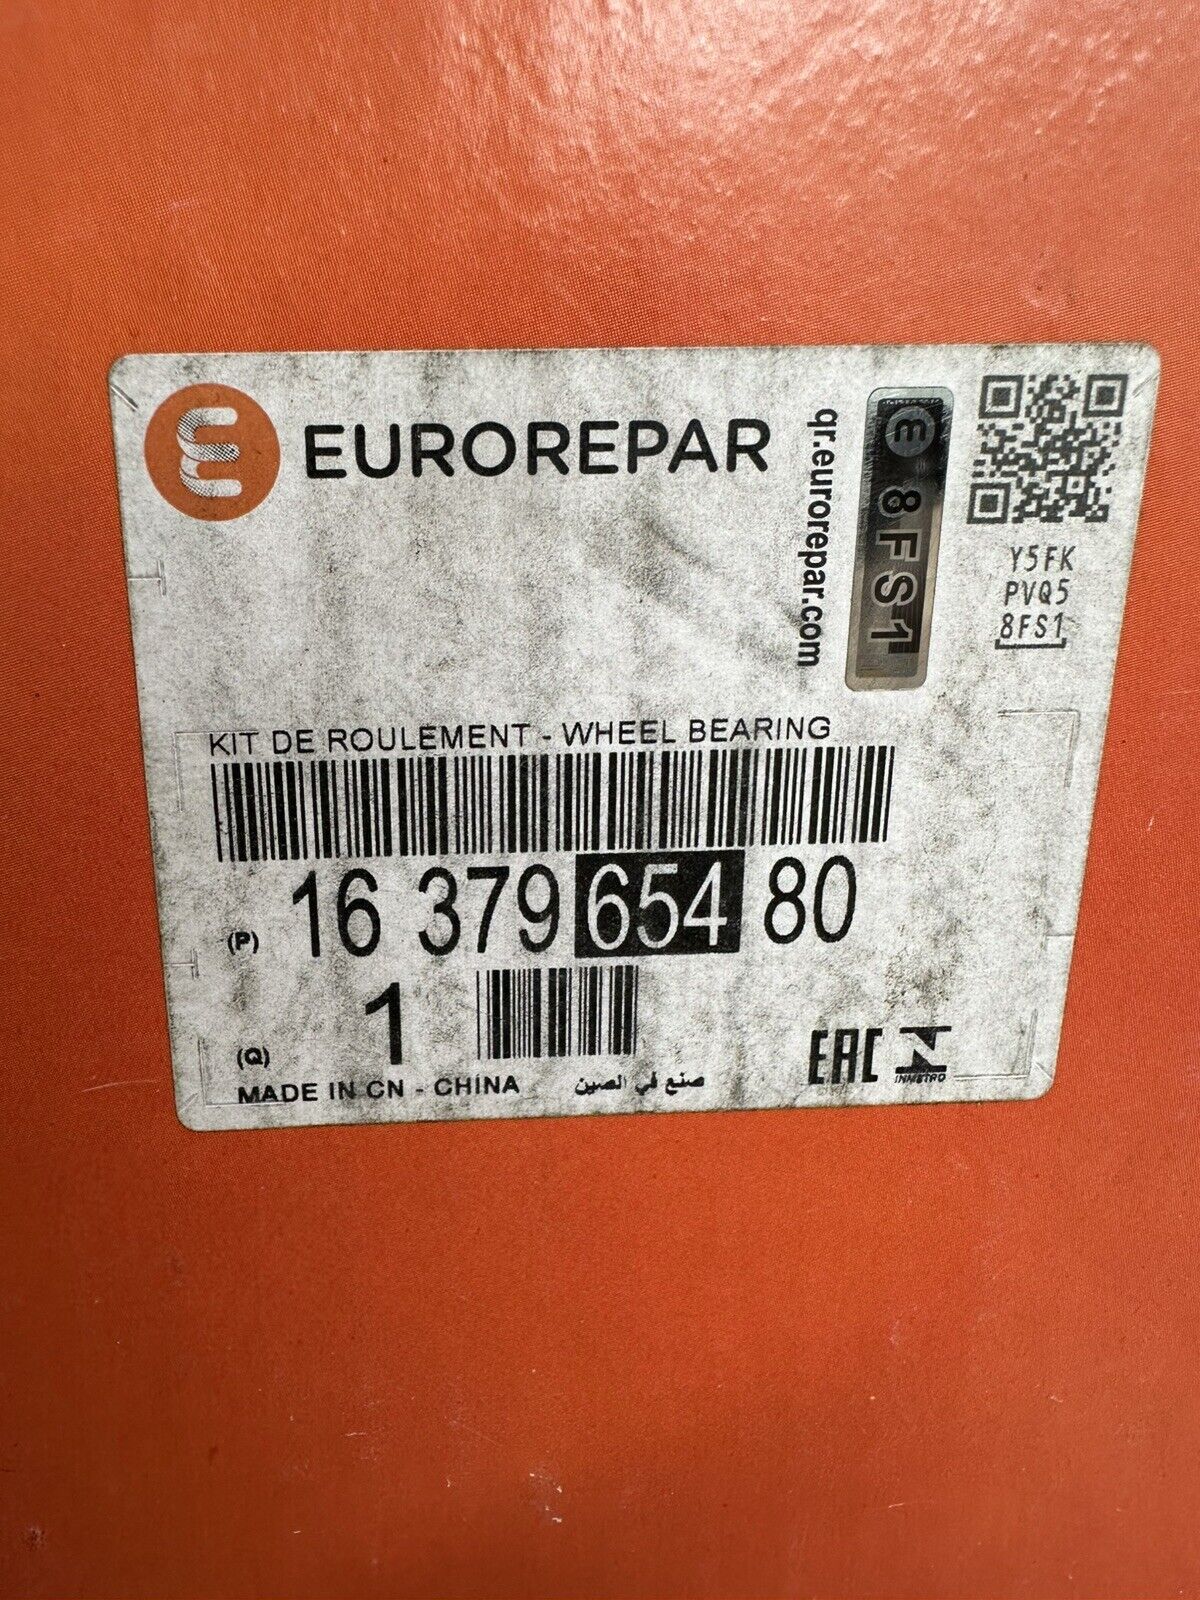 EUROREPAR
qr.eurorepar.com
8FS1
Y5FK
PVQ5
8FS1
KIT DE ROULEMENT - WHEEL BEARING
(P) 16 379 654 80
(Q) 1
MADE IN CN - CHINA صنع في الصين
EAC INMETRO